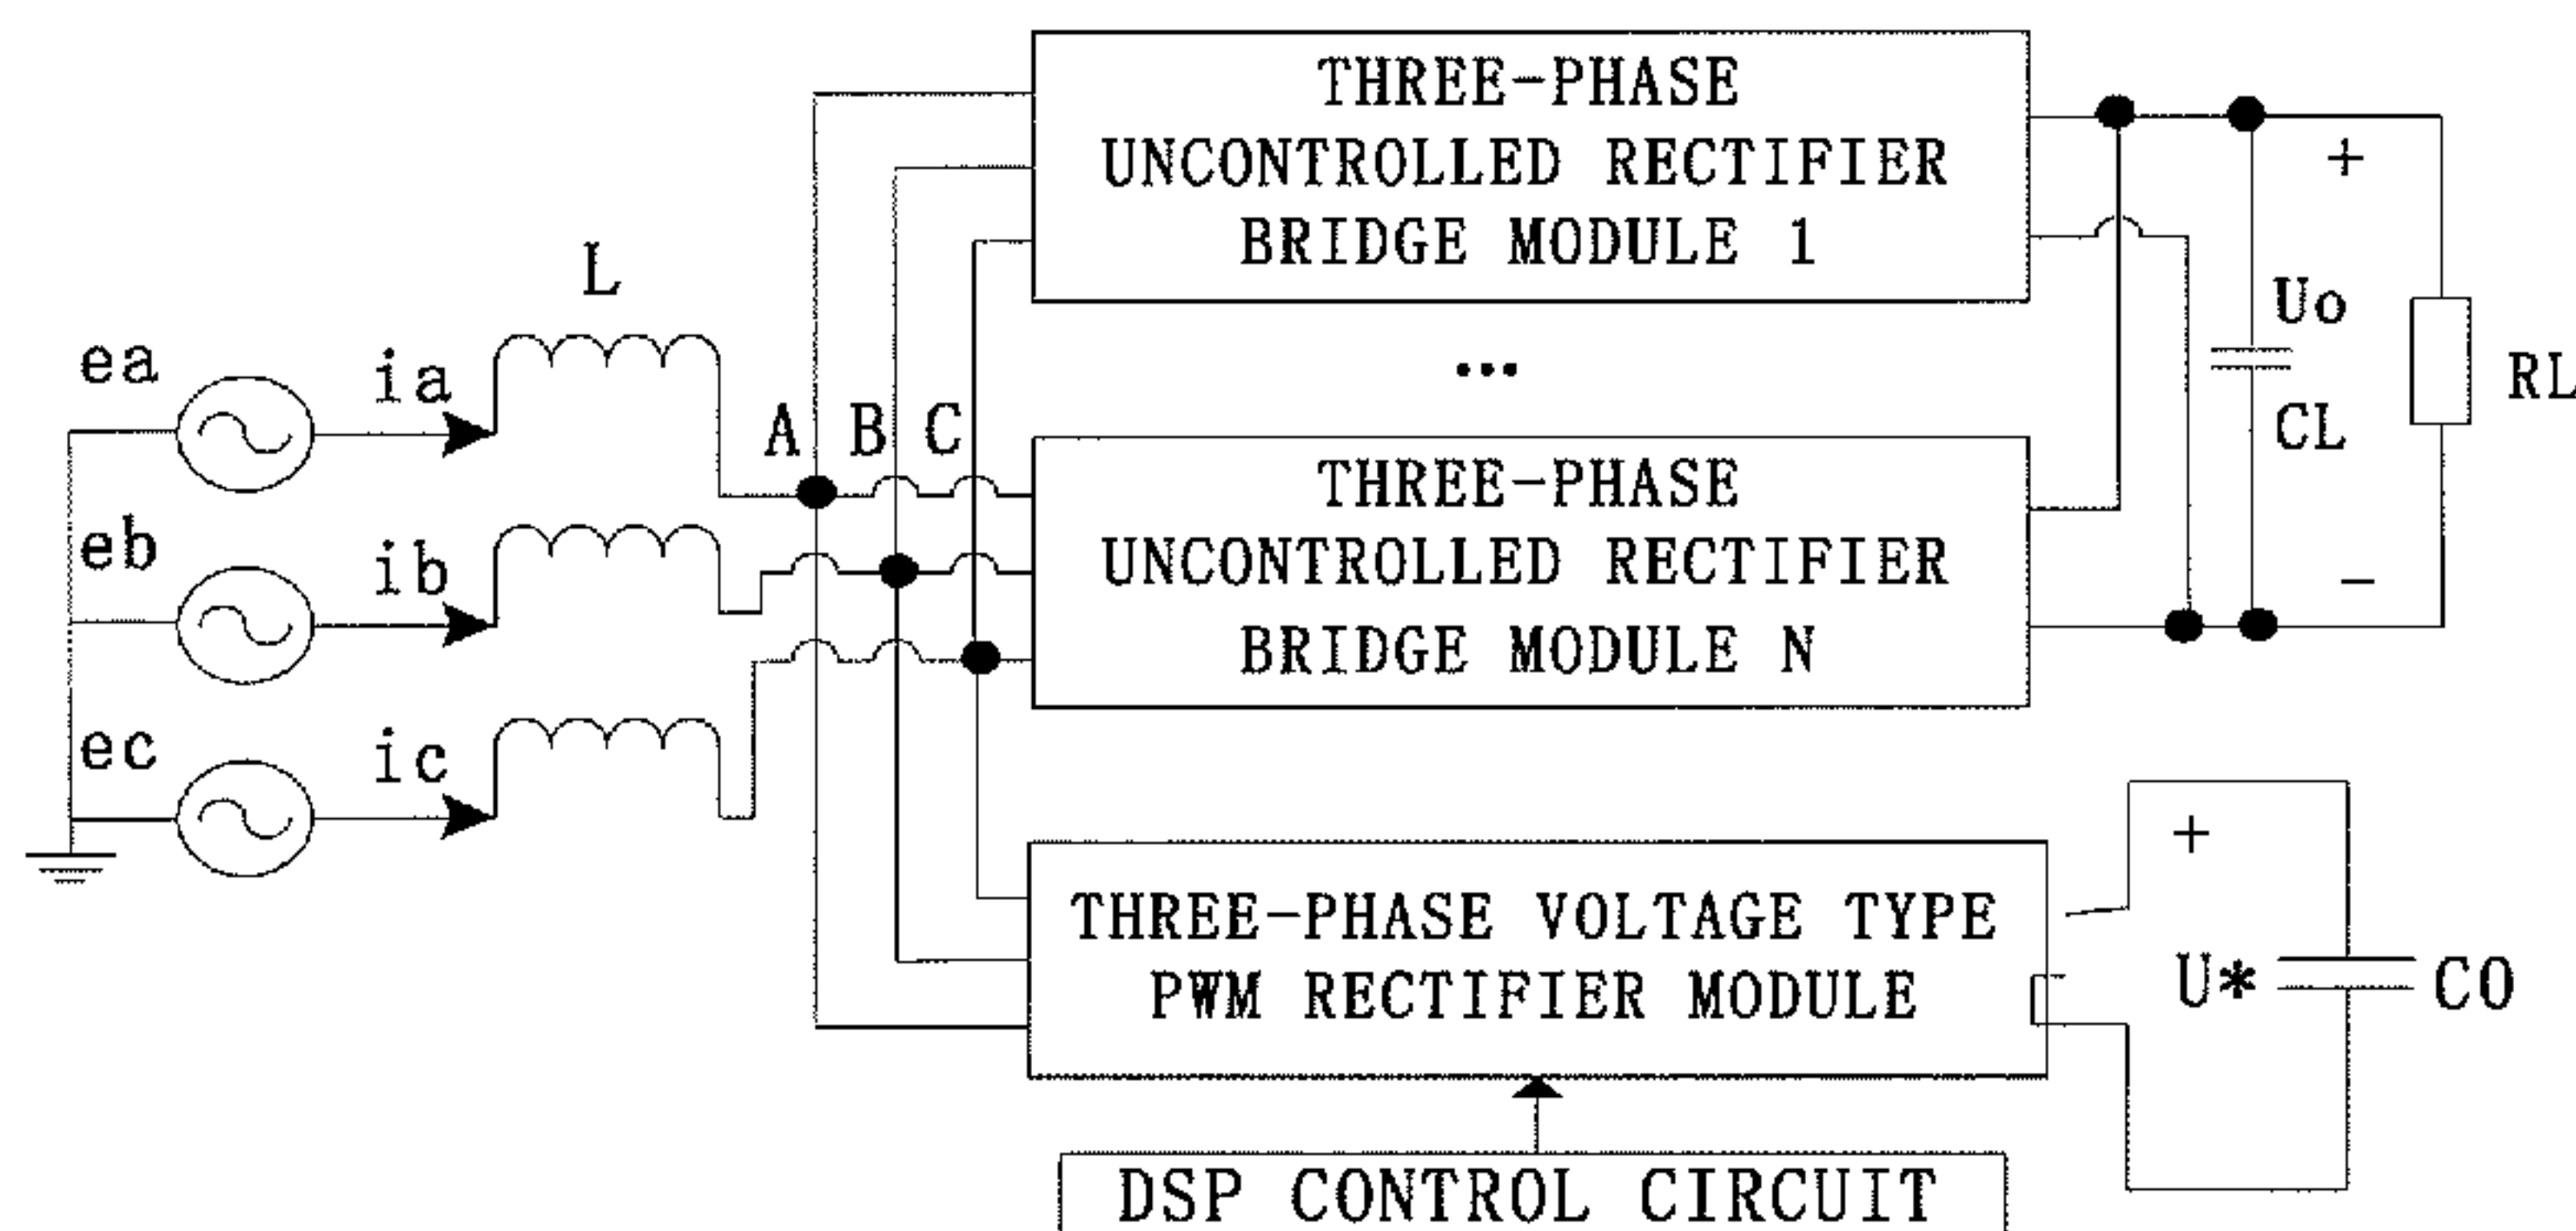 THREE-PHASE
UNCONTROLLED RECTIFIER
BRIDGE MODULE 1
L
ea
ia
A
B
C
...
+
Uo
CL
RL
-
THREE-PHASE
UNCONTROLLED RECTIFIER
BRIDGE MODULE N
eb
ib
ec
ic
THREE-PHASE VOLTAGE TYPE
PWM RECTIFIER MODULE
+
U*
CO
DSP CONTROL CIRCUIT